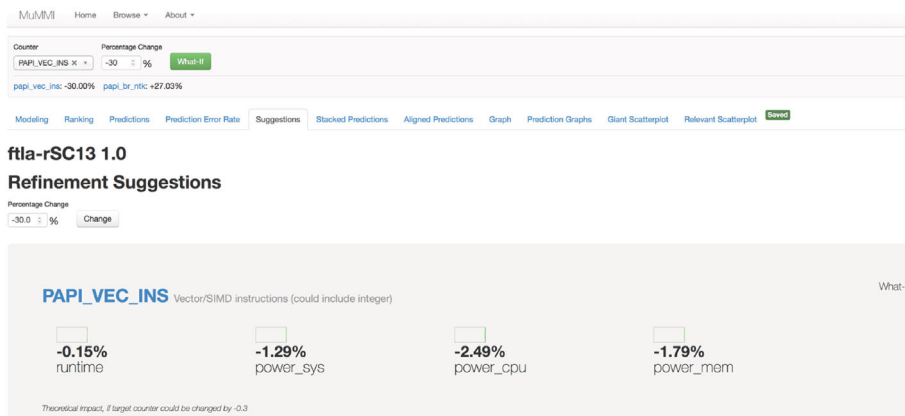 MuMMI Home Browse About
Counter Percentage Change
PAPI_VEC_INS × -30 % What-If
papi_vec_ins: -30.00% papi_br_ntk: +27.03%
Modeling Ranking Predictions Prediction Error Rate Suggestions Stacked Predictions Aligned Predictions Graph Prediction Graphs Giant Scatterplot Relevant Scatterplot Saved
ftla-rSC13 1.0
Refinement Suggestions
Percentage Change
-30.0 % Change
What-
PAPI_VEC_INS Vector/SIMD instructions (could include integer)
-0.15% -1.29% -2.49% -1.79%
runtime power_sys power_cpu power_mem
Theoretical impact, if target counter could be changed by -0.3